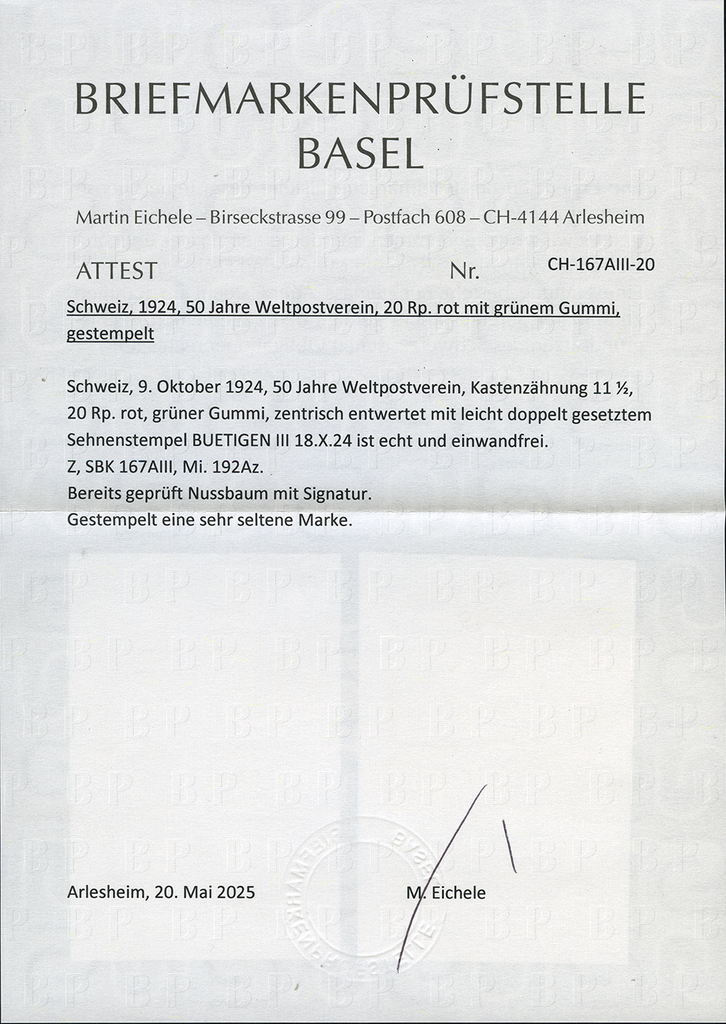 BRIEFMARKENPRÜFSTELLE
BASEL
Martin Eichele – Birseckstrasse 99 – Postfach 608 – CH-4144 Arlesheim
ATTEST Nr. CH-167AIII-20
Schweiz, 1924, 50 Jahre Weltpostverein, 20 Rp. rot mit grünem Gummi,
gestempelt
Schweiz, 9. Oktober 1924, 50 Jahre Weltpostverein, Kastenzähnung 11 ½,
20 Rp. rot, grüner Gummi, zentrisch entwertet mit leicht doppelt gesetztem
Sehnenstempel BUETIGEN III 18.X.24 ist echt und einwandfrei.
Z, SBK 167AIII, Mi. 192Az.
Bereits geprüft Nussbaum mit Signatur.
Gestempelt eine sehr seltene Marke.
Arlesheim, 20. Mai 2025 M. Eichele